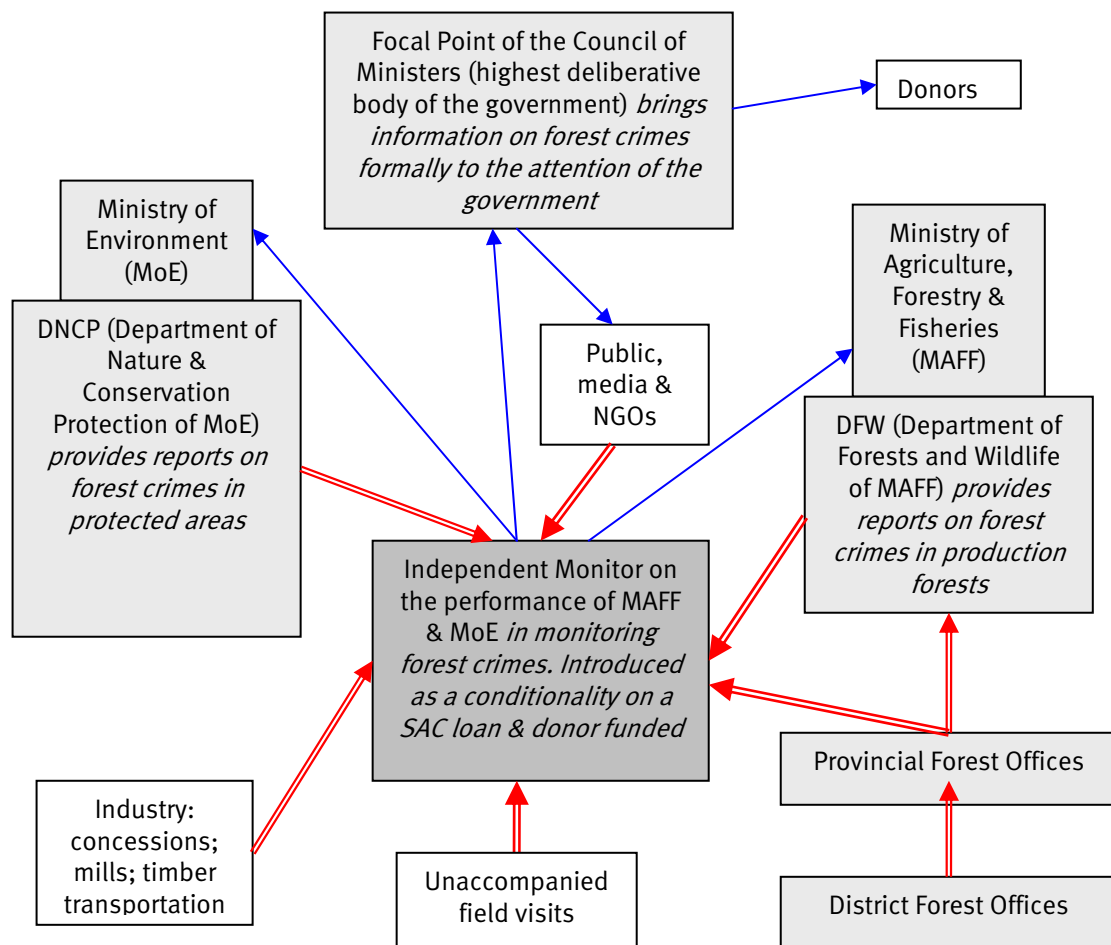 Focal Point of the Council of
Ministers (highest deliberative
body of the government) brings
information on forest crimes
formally to the attention of the
government
Donors
Ministry of
Environment
(MoE)
Ministry of
Agriculture,
Forestry &
Fisheries
(MAFF)
DNCP (Department of
Nature &
Conservation
Protection of MoE)
provides reports on
forest crimes in
protected areas
Public,
media &
NGOs
DFW (Department of
Forests and Wildlife
of MAFF) provides
reports on forest
crimes in production
forests
Independent Monitor on
the performance of MAFF
& MoE in monitoring
forest crimes. Introduced
as a conditionality on a
SAC loan & donor funded
Provincial Forest Offices
Industry:
concessions;
mills; timber
transportation
Unaccompanied
field visits
District Forest Offices